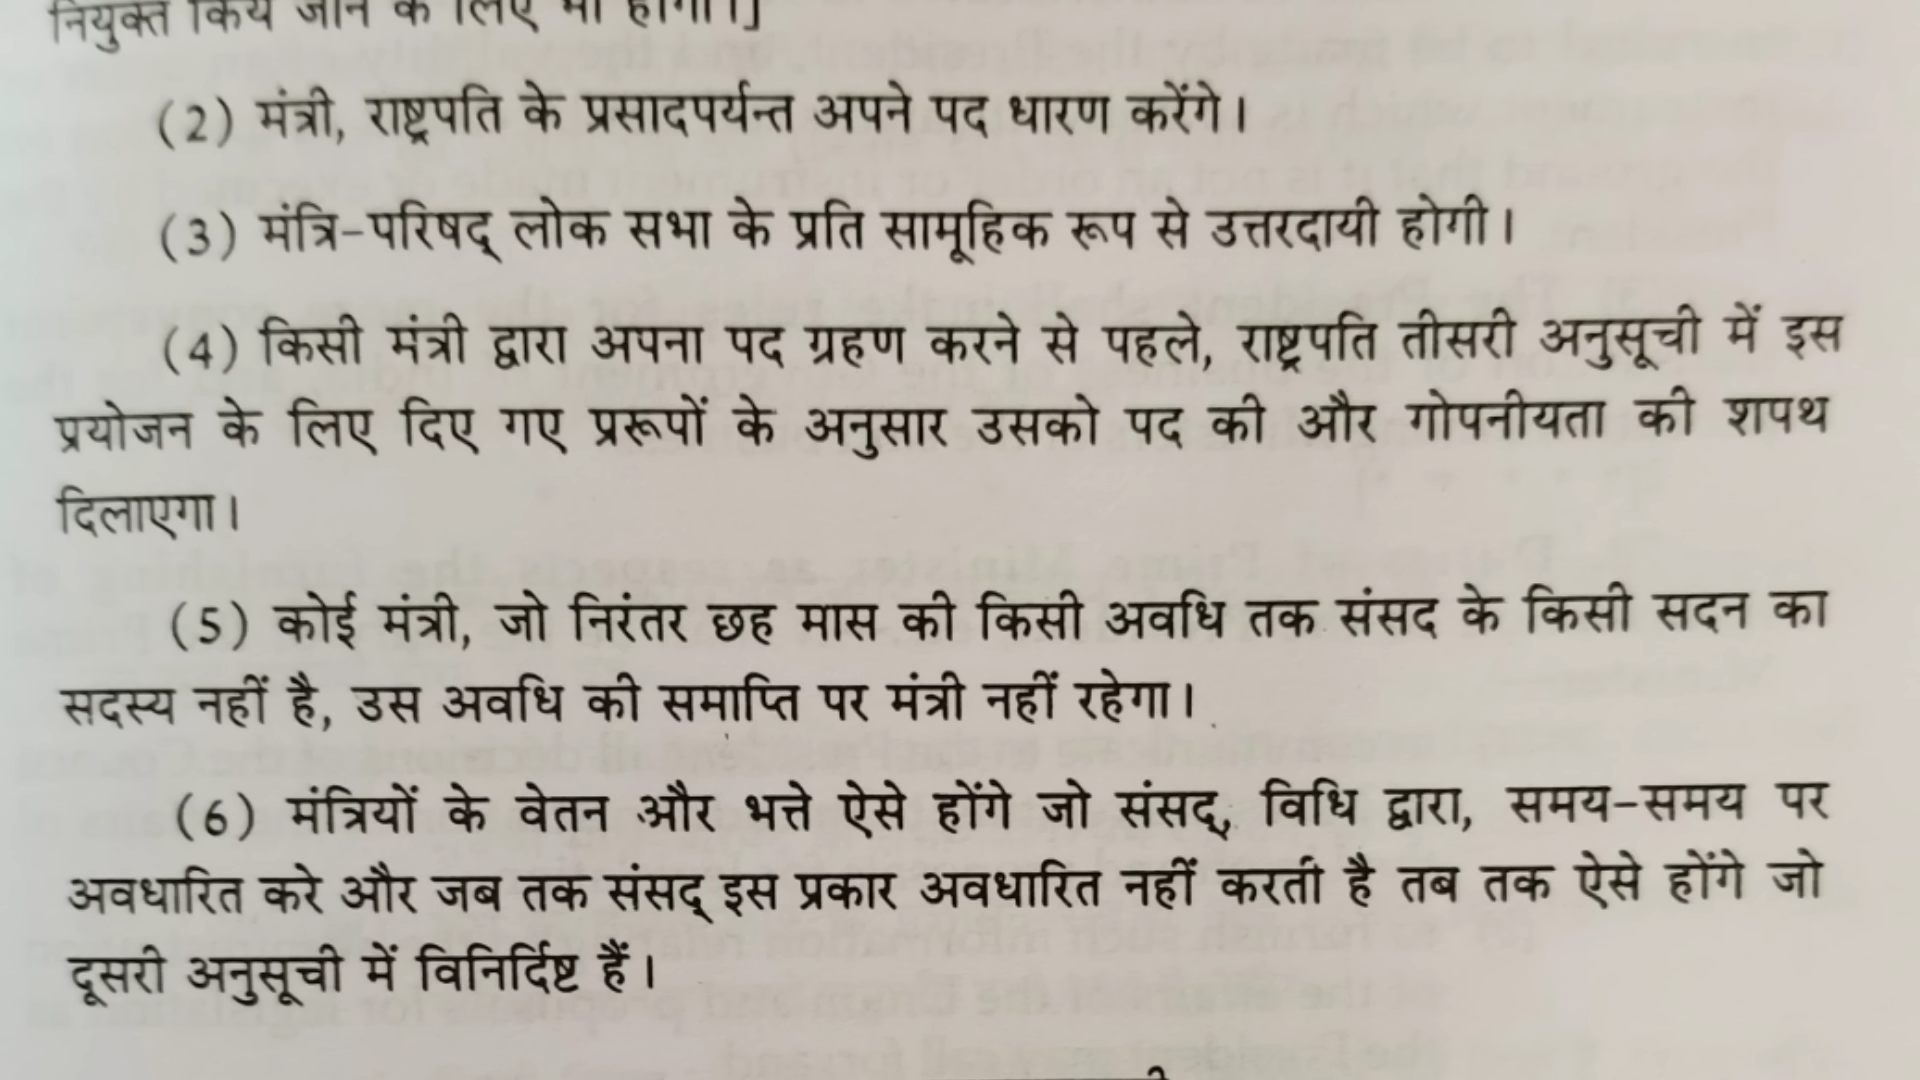 नियुक्त किये जाने के लिए भी होगी।]
(2) मंत्री, राष्ट्रपति के प्रसादपर्यन्त अपने पद धारण करेंगे।
(3) मंत्रि-परिषद् लोक सभा के प्रति सामूहिक रूप से उत्तरदायी होगी।
(4) किसी मंत्री द्वारा अपना पद ग्रहण करने से पहले, राष्ट्रपति तीसरी अनुसूची में इस
प्रयोजन के लिए दिए गए प्ररूपों के अनुसार उसको पद की और गोपनीयता की शपथ
दिलाएगा।
(5) कोई मंत्री, जो निरंतर छह मास की किसी अवधि तक संसद के किसी सदन का
सदस्य नहीं है, उस अवधि की समाप्ति पर मंत्री नहीं रहेगा।
(6) मंत्रियों के वेतन और भत्ते ऐसे होंगे जो संसद्, विधि द्वारा, समय-समय पर
अवधारित करे और जब तक संसद् इस प्रकार अवधारित नहीं करती है तब तक ऐसे होंगे जो
दूसरी अनुसूची में विनिर्दिष्ट हैं।